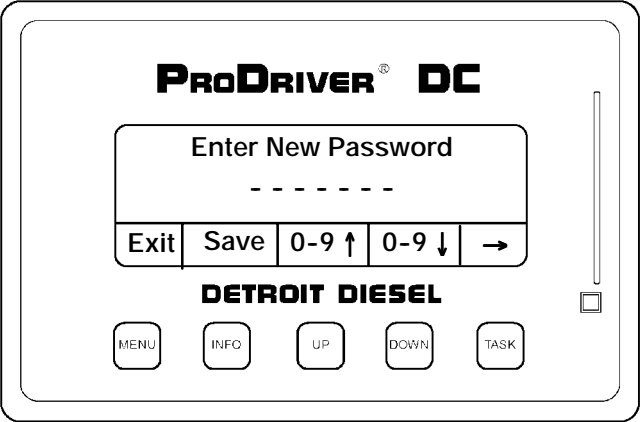 PRODRIVER® DC
Enter New Password
- - - - - - -
Exit Save 0-9 ↑ 0-9 ↓ →
DETROIT DIESEL
MENU INFO UP DOWN TASK